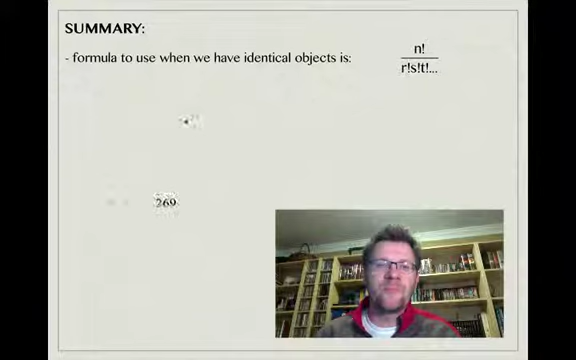 SUMMARY:
- formula to use when we have identical objects is:
n!
r!s!t!...
269